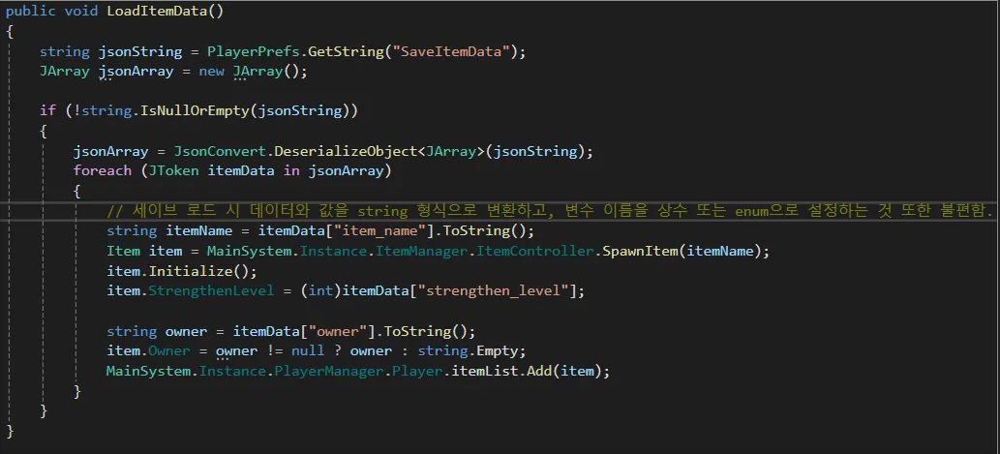 public void LoadItemData()
{
string jsonString = PlayerPrefs.GetString("SaveItemData");
JArray jsonArray = new JArray();
if (!string.IsNullOrEmpty(jsonString))
{
jsonArray = JsonConvert.DeserializeObject<JArray>(jsonString);
foreach (JToken itemData in jsonArray)
{
// 세이브 로드 시 데이터와 값을 string 형식으로 변환하고, 변수 이름을 상수 또는 enum으로 설정하는 것 또한 불편함.
string itemName = itemData["item_name"].ToString();
Item item = MainSystem.Instance.ItemManager.ItemController.SpawnItem(itemName);
item.Initialize();
item.StrengthenLevel = (int)itemData["strengthen_level"];
string owner = itemData["owner"].ToString();
item.Owner = owner != null ? owner : string.Empty;
MainSystem.Instance.PlayerManager.Player.itemList.Add(item);
}
}
}